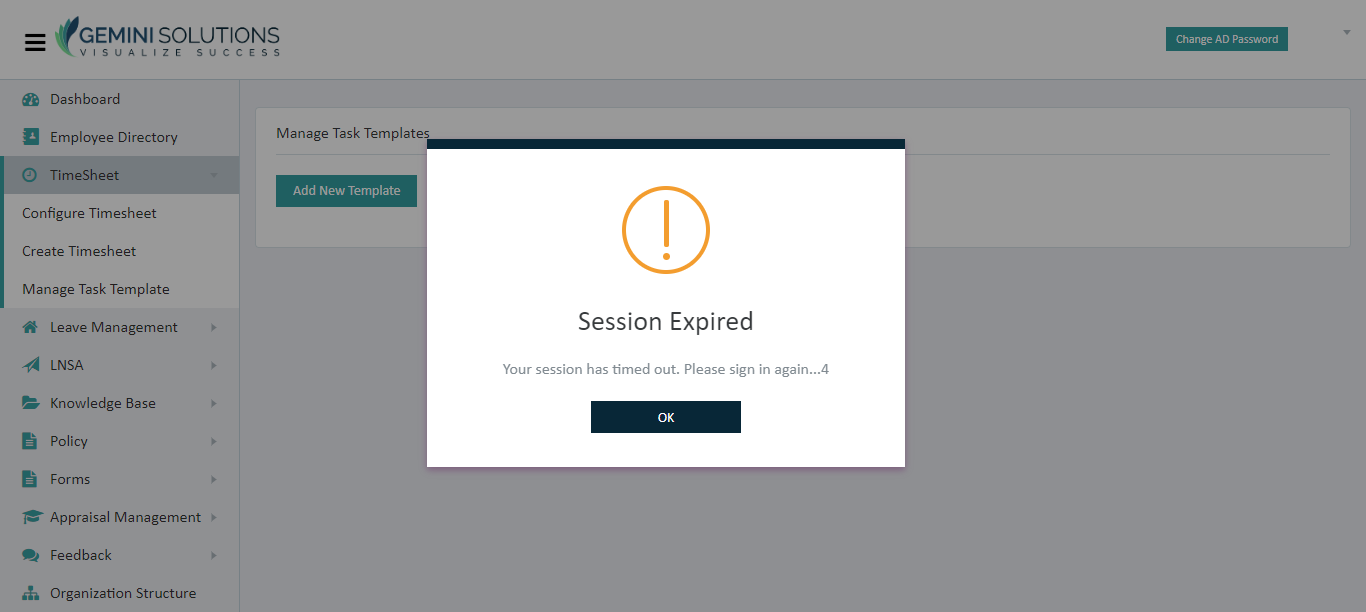 GEMINI SOLUTIONS
VISUALIZE SUCCESS
Change AD Password
Dashboard
Employee Directory
TimeSheet
Configure Timesheet
Create Timesheet
Manage Task Template
Leave Management
LNSA
Knowledge Base
Policy
Forms
Appraisal Management
Feedback
Organization Structure
Manage Task Templates
Add New Template
Session Expired
Your session has timed out. Please sign in again...4
OK